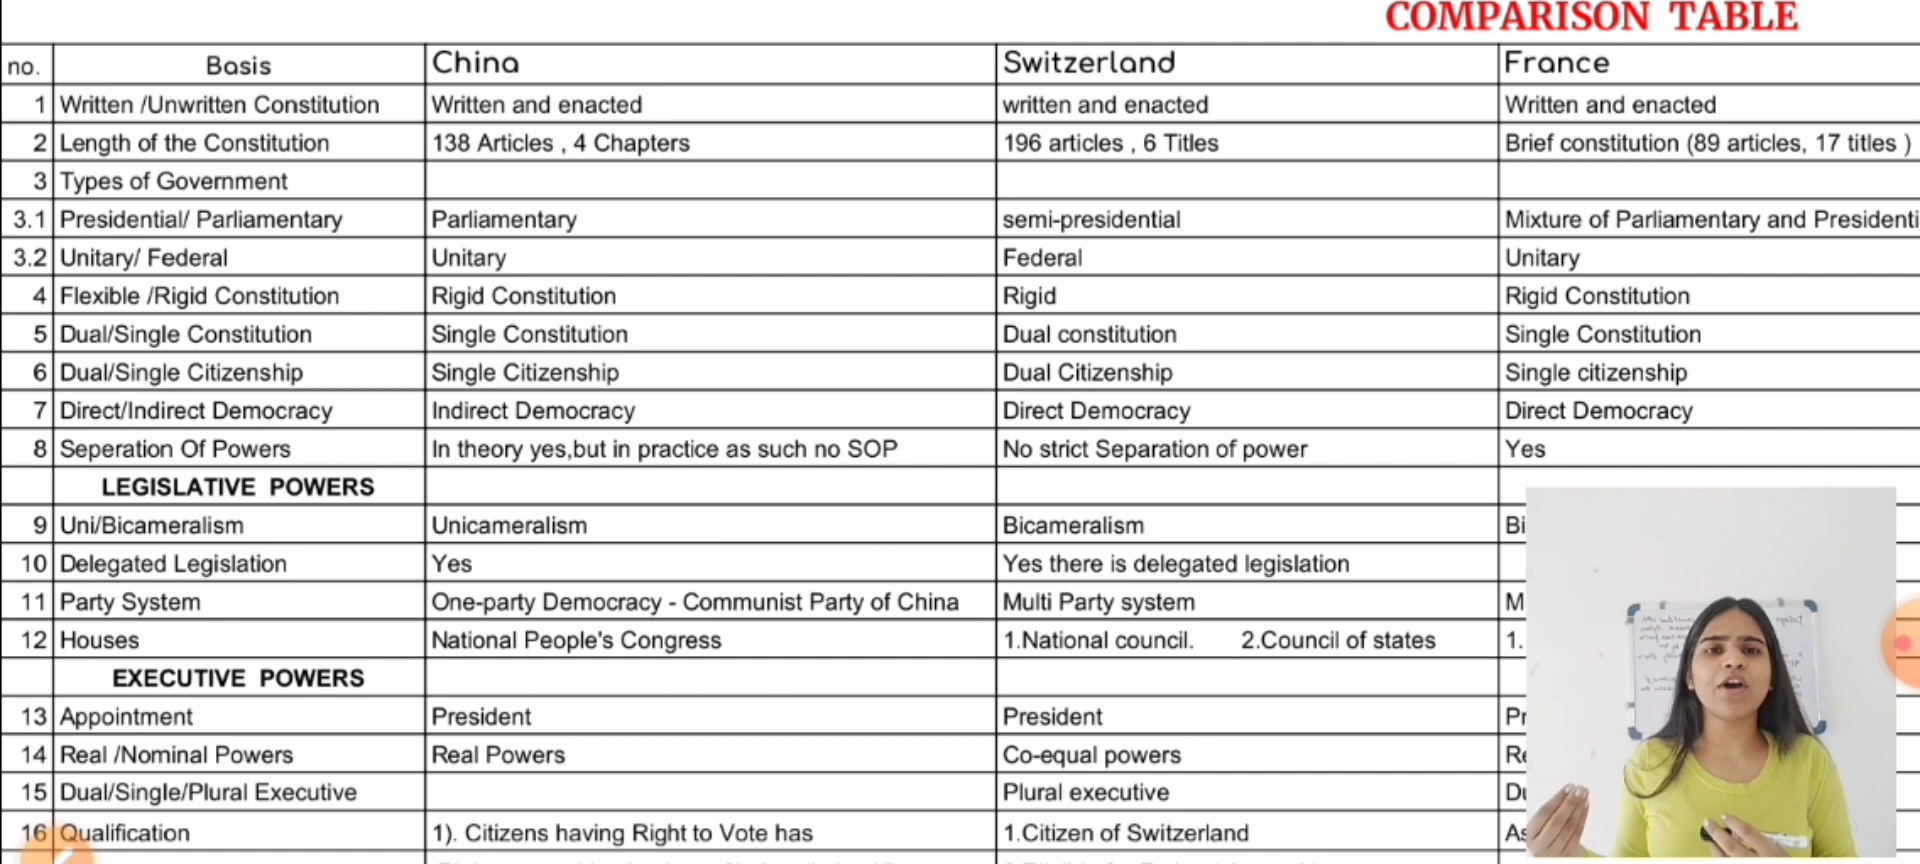 COMPARISON TABLE
no. Basis China Switzerland France
1 Written /Unwritten Constitution Written and enacted written and enacted Written and enacted
2 Length of the Constitution 138 Articles , 4 Chapters 196 articles , 6 Titles Brief constitution (89 articles, 17 titles )
3 Types of Government
3.1 Presidential/ Parliamentary Parliamentary semi-presidential Mixture of Parliamentary and Presidenti
3.2 Unitary/ Federal Unitary Federal Unitary
4 Flexible /Rigid Constitution Rigid Constitution Rigid Rigid Constitution
5 Dual/Single Constitution Single Constitution Dual constitution Single Constitution
6 Dual/Single Citizenship Single Citizenship Dual Citizenship Single citizenship
7 Direct/Indirect Democracy Indirect Democracy Direct Democracy Direct Democracy
8 Seperation Of Powers In theory yes,but in practice as such no SOP No strict Separation of power Yes
LEGISLATIVE POWERS
9 Uni/Bicameralism Unicameralism Bicameralism Bi
10 Delegated Legislation Yes Yes there is delegated legislation
11 Party System One-party Democracy - Communist Party of China Multi Party system M
12 Houses National People's Congress 1.National council. 2.Council of states 1.
EXECUTIVE POWERS
13 Appointment President President Pr
14 Real /Nominal Powers Real Powers Co-equal powers Re
15 Dual/Single/Plural Executive Plural executive Du
16 Qualification 1). Citizens having Right to Vote has 1.Citizen of Switzerland As